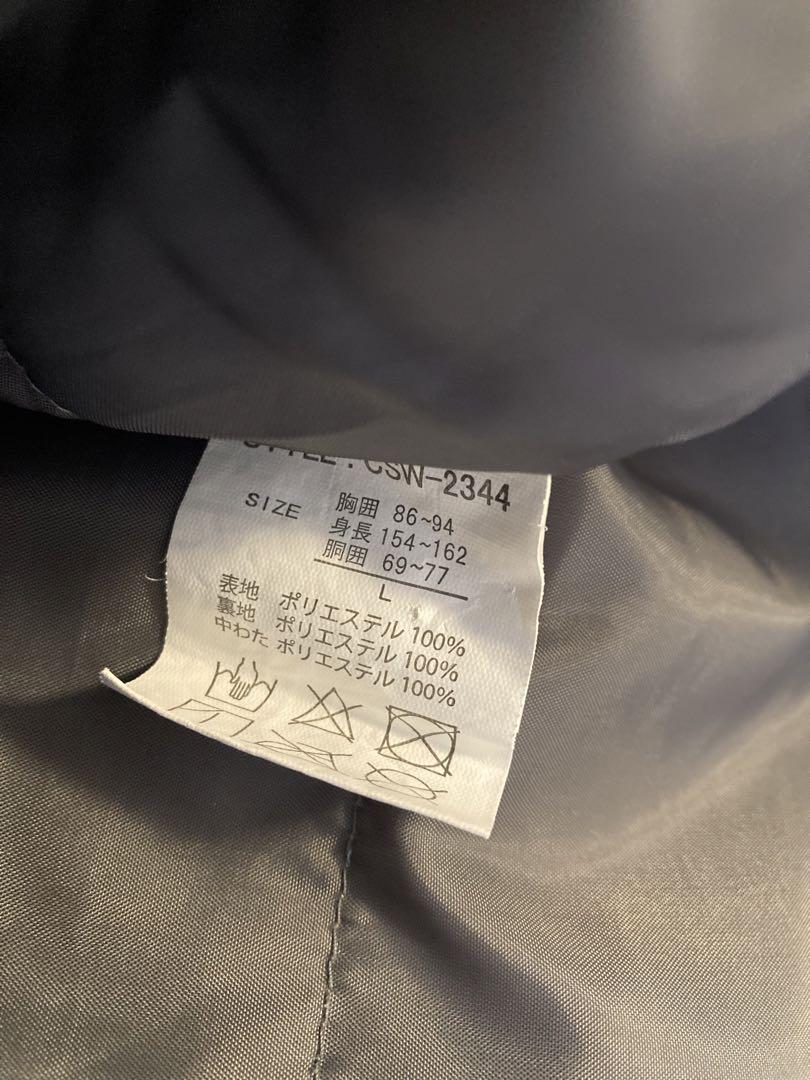 STYLE : CSW-2344
SIZE
胸囲 86~94
身長 154~162
胴囲 69~77
L
表地 ポリエステル 100%
裏地 ポリエステル 100%
中わた ポリエステル 100%